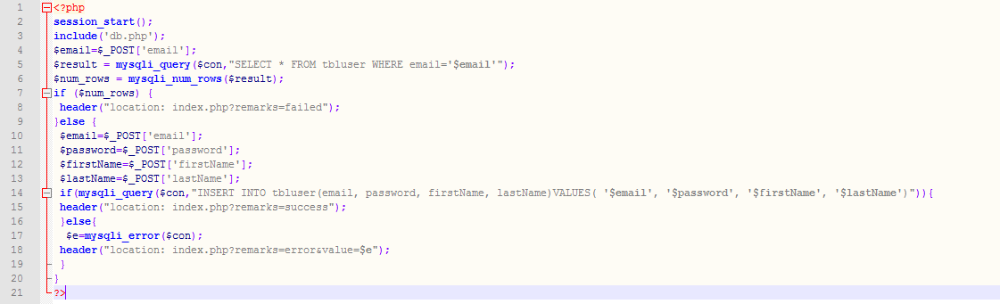 1 <?php
2 session_start();
3 include('db.php');
4 $email=$_POST['email'];
5 $result = mysqli_query($con,"SELECT * FROM tbluser WHERE email='$email'");
6 $num_rows = mysqli_num_rows($result);
7 if ($num_rows) {
8 header("location: index.php?remarks=failed");
9 }else {
10 $email=$_POST['email'];
11 $password=$_POST['password'];
12 $firstName=$_POST['firstName'];
13 $lastName=$_POST['lastName'];
14 if(mysqli_query($con,"INSERT INTO tbluser(email, password, firstName, lastName)VALUES( '$email', '$password', '$firstName', '$lastName')")){
15 header("location: index.php?remarks=success");
16 }else{
17 $e=mysqli_error($con);
18 header("location: index.php?remarks=error&value=$e");
19 }
20 }
21 ?>